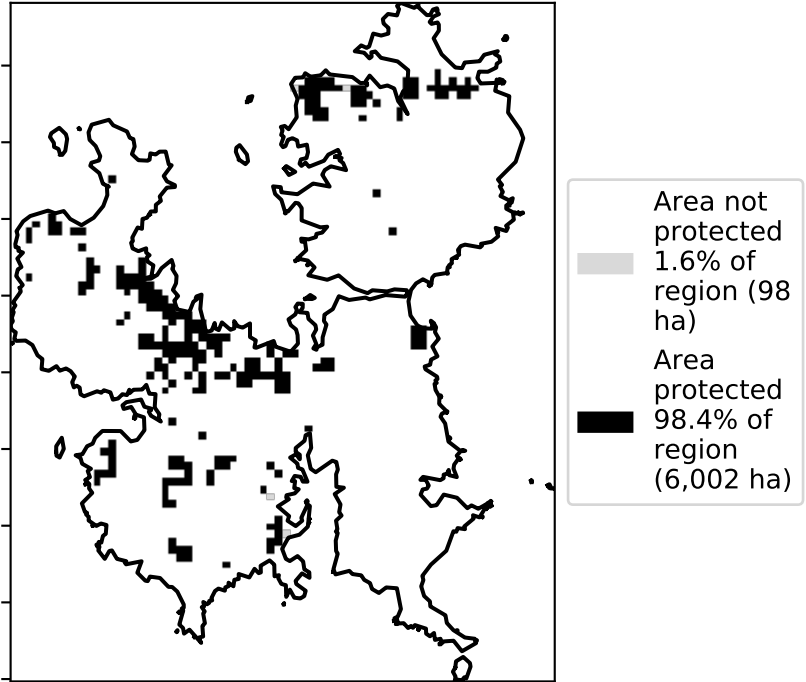 Area not
protected
1.6% of
region (98
ha)
Area
protected
98.4% of
region
(6,002 ha)